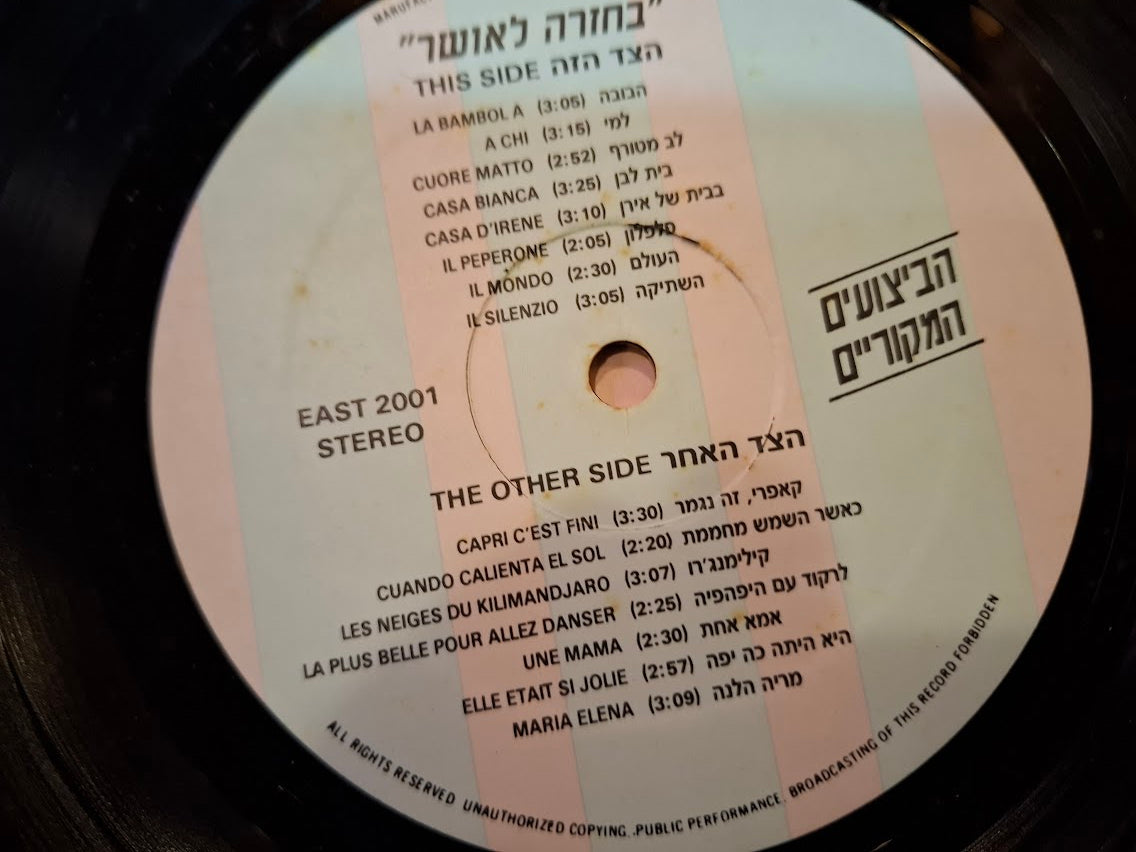 "בחזרה לאושר"
THIS SIDE הצד הזה
LA BAMBOLA (3:05) הבובה
A CHI (3:15) למי
CUORE MATTO (2:52) לב מטורף
CASA BIANCA (3:25) בית לבן
CASA D'IRENE (3:10) בבית של אירן
IL PEPERONE (2:05) פלפלון
IL MONDO (2:30) העולם
IL SILENZIO (3:05) השתיקה
הביצועים
המקוריים
EAST 2001
STEREO
THE OTHER SIDE הצד האחר
CAPRI C'EST FINI (3:30) קאפרי, זה נגמר
CUANDO CALIENTA EL SOL (2:20) כאשר השמש מחממת
LES NEIGES DU KILIMANDJARO (3:07) קילימנג'רו
LA PLUS BELLE POUR ALLEZ DANSER (2:25) לרקוד עם היפהפיה
UNE MAMA (2:30) אמא אחת
ELLE ETAIT SI JOLIE (2:57) היא היתה כה יפה
MARIA ELENA (3:09) מריה הלנה
ALL RIGHTS RESERVED UNAUTHORIZED COPYING, PUBLIC PERFORMANCE, BROADCASTING OF THIS RECORD FORBIDDEN